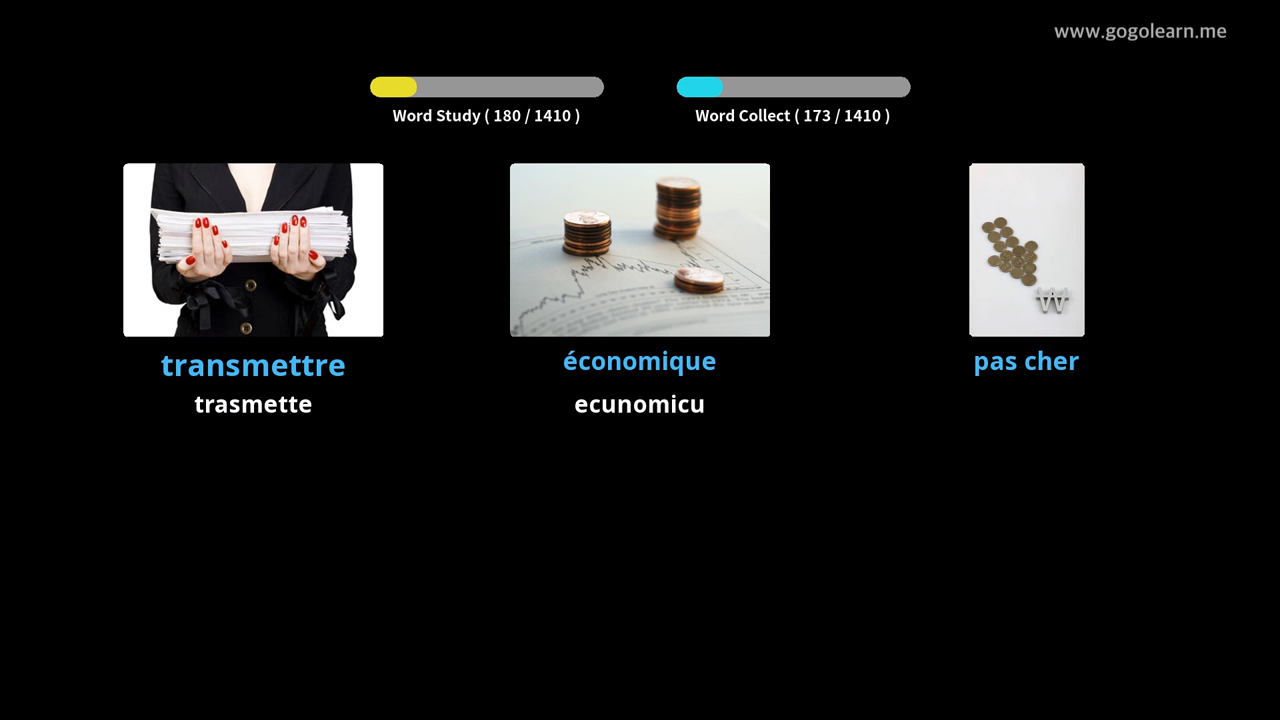 www.gogolearn.me
Word Study ( 180 / 1410 )
Word Collect ( 173 / 1410 )
transmettre
trasmette
économique
ecunomicu
pas cher